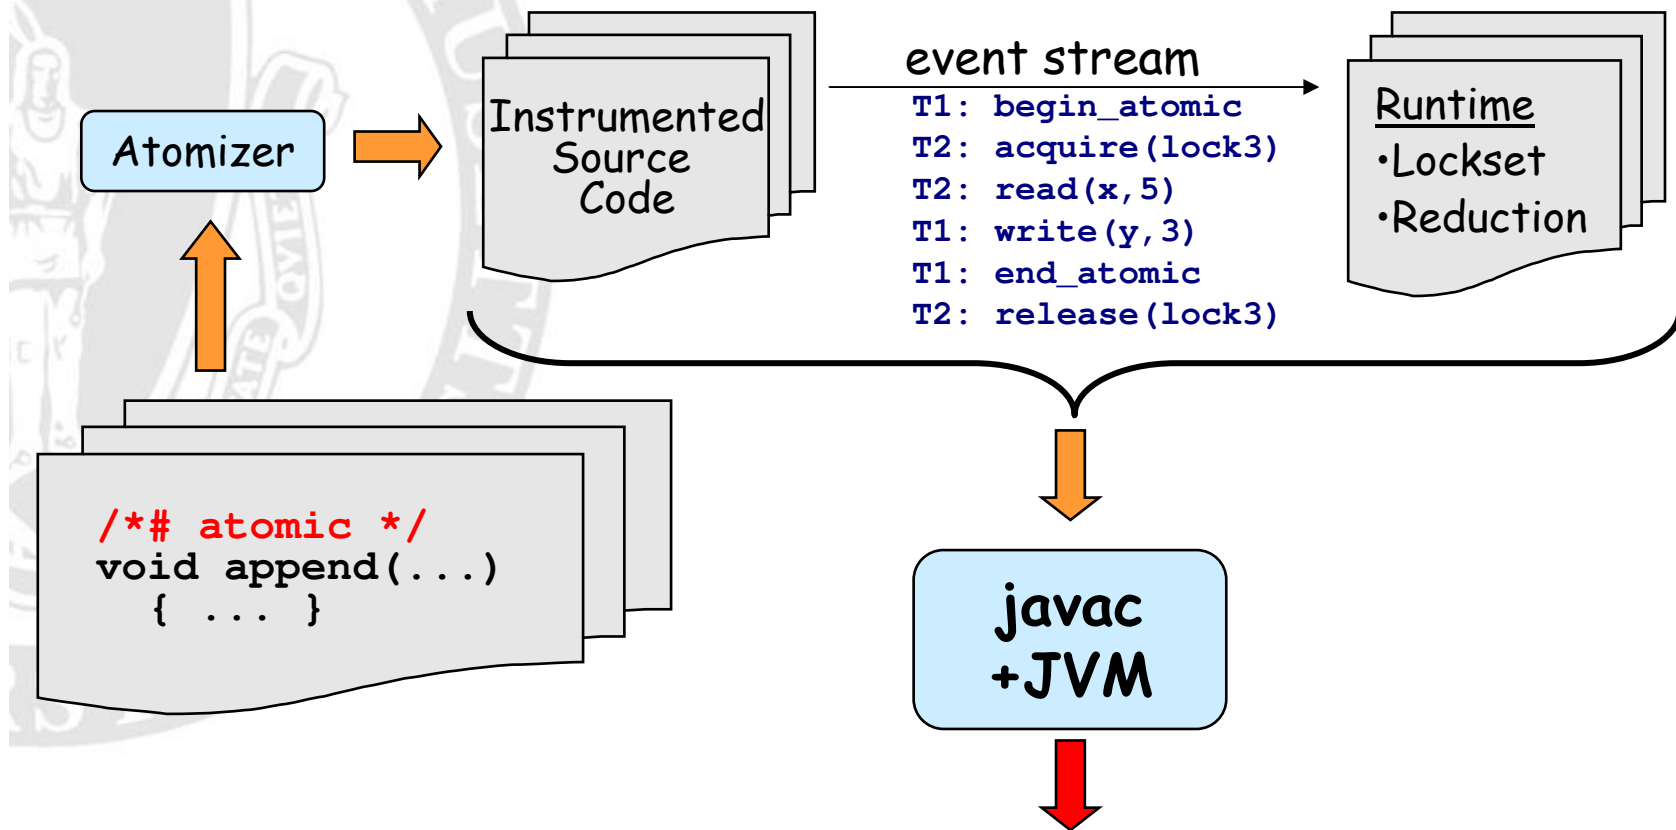 Atomizer
Instrumented
Source
Code
event stream
T1: begin_atomic
T2: acquire(lock3)
T2: read(x,5)
T1: write(y,3)
T1: end_atomic
T2: release(lock3)
Runtime
•Lockset
•Reduction
/*# atomic */
void append(...)
{ ... }
javac
+JVM